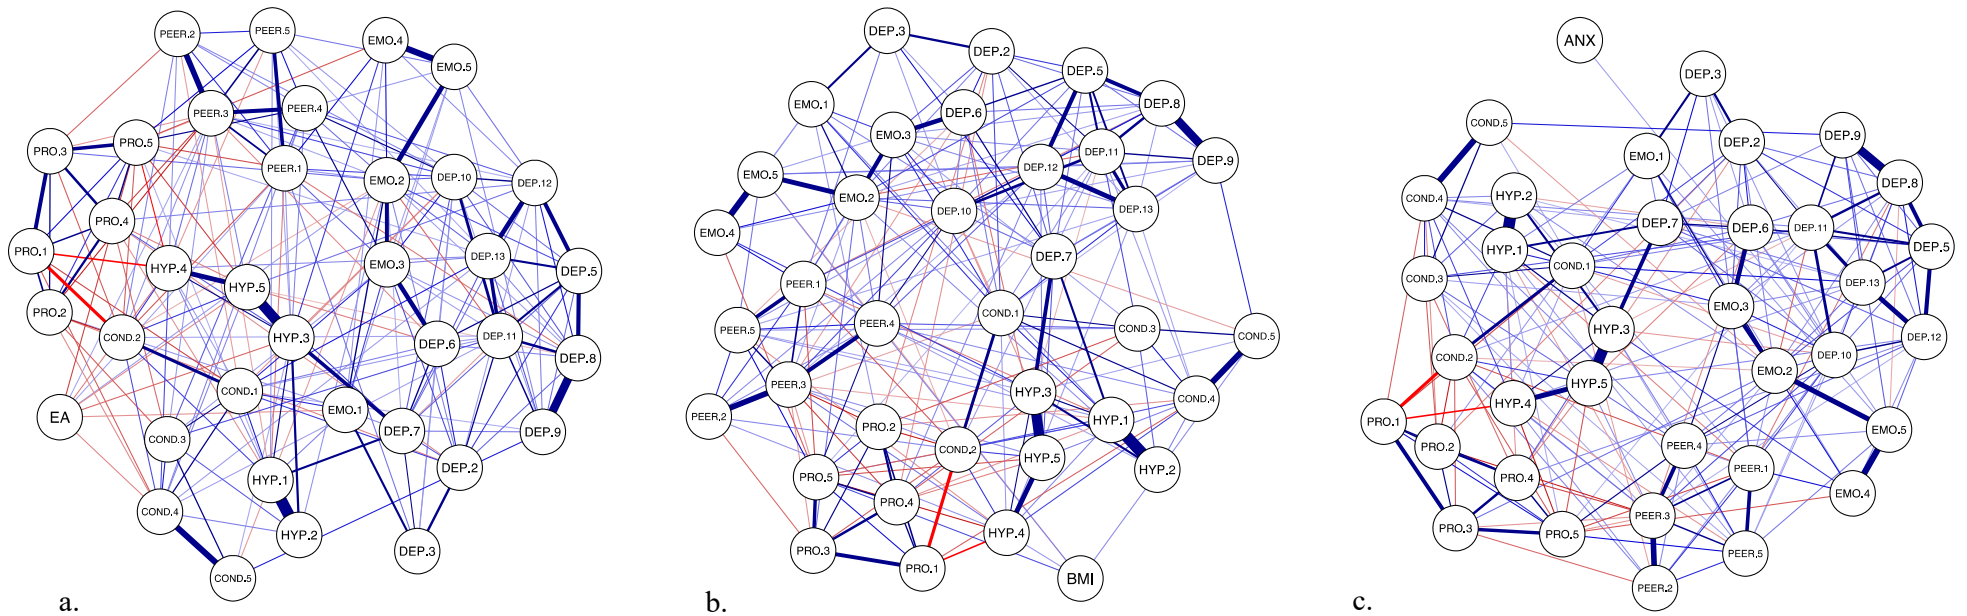 PEER.2
PEER.5
EMO.4
EMO.5
PEER.3
PEER.4
PRO.3
PRO.5
PEER.1
EMO.2
DEP.10
DEP.12
PRO.4
PRO.1
HYP.4
EMO.3
DEP.13
DEP.5
HYP.5
PRO.2
COND.2
HYP.3
DEP.6
DEP.11
DEP.8
COND.1
EMO.1
EA
DEP.7
DEP.9
COND.3
DEP.2
HYP.1
COND.4
HYP.2
DEP.3
COND.5
a.
DEP.3
DEP.2
DEP.5
EMO.1
DEP.6
DEP.8
EMO.3
DEP.11
DEP.12
DEP.9
EMO.5
EMO.2
DEP.10
DEP.13
EMO.4
DEP.7
PEER.1
COND.1
PEER.4
PEER.5
COND.3
COND.5
PEER.3
HYP.3
COND.4
PEER.2
PRO.2
HYP.1
COND.2
HYP.5
HYP.2
PRO.5
PRO.4
HYP.4
PRO.3
PRO.1
BMI
b.
ANX
DEP.3
COND.5
DEP.9
DEP.2
EMO.1
DEP.8
COND.4
HYP.2
DEP.7
DEP.6
DEP.11
HYP.1
DEP.5
COND.3
COND.1
DEP.13
EMO.3
HYP.3
DEP.12
COND.2
DEP.10
EMO.2
HYP.5
HYP.4
PRO.1
PRO.2
EMO.5
PEER.4
PEER.1
PRO.4
EMO.4
PEER.3
PRO.3
PRO.5
PEER.5
PEER.2
c.